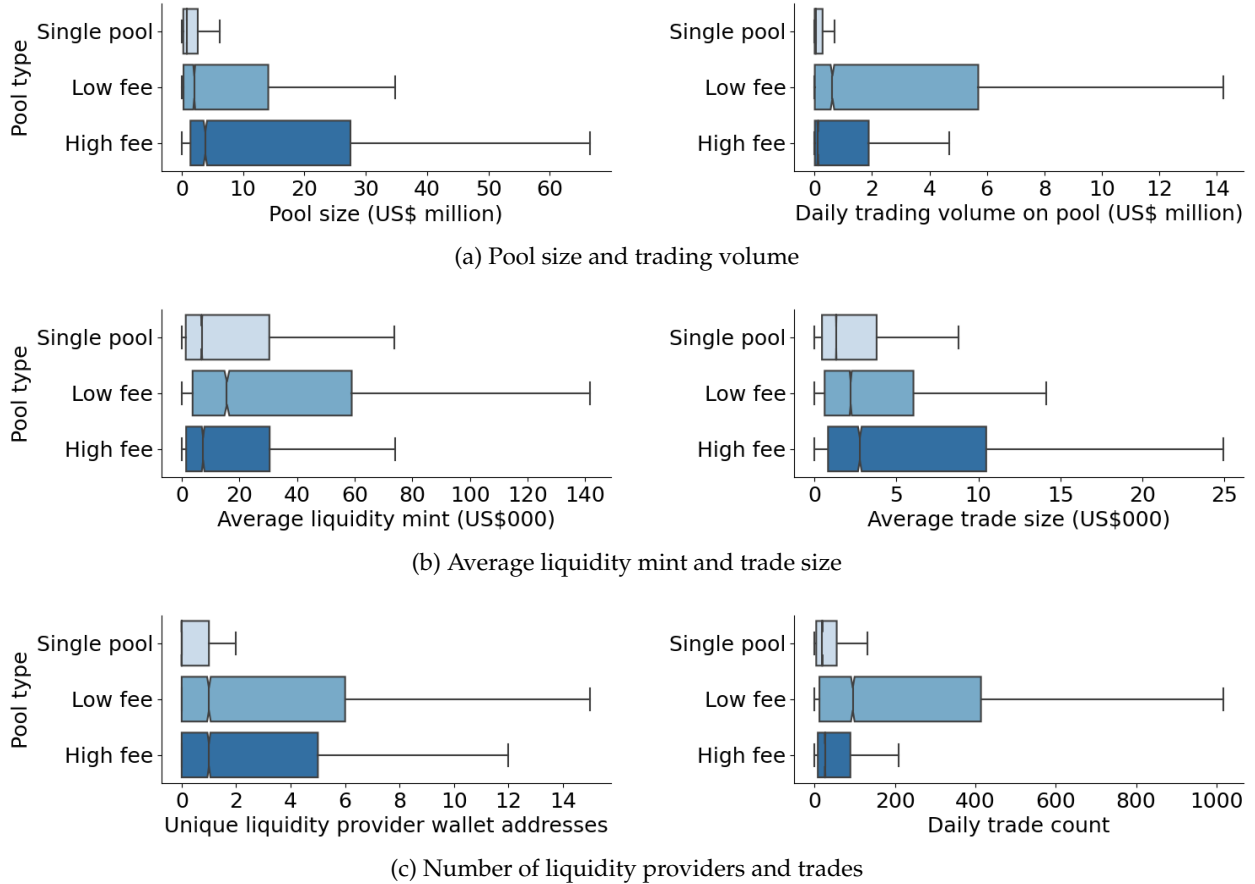 Pool type
Single pool
Low fee
High fee
0 10 20 30 40 50 60
Pool size (US$ million)
Single pool
Low fee
High fee
0 2 4 6 8 10 12 14
Daily trading volume on pool (US$ million)
(a) Pool size and trading volume
Pool type
Single pool
Low fee
High fee
0 20 40 60 80 100 120 140
Average liquidity mint (US$000)
Single pool
Low fee
High fee
0 5 10 15 20 25
Average trade size (US$000)
(b) Average liquidity mint and trade size
Pool type
Single pool
Low fee
High fee
0 2 4 6 8 10 12 14
Unique liquidity provider wallet addresses
Single pool
Low fee
High fee
0 200 400 600 800 1000
Daily trade count
(c) Number of liquidity providers and trades